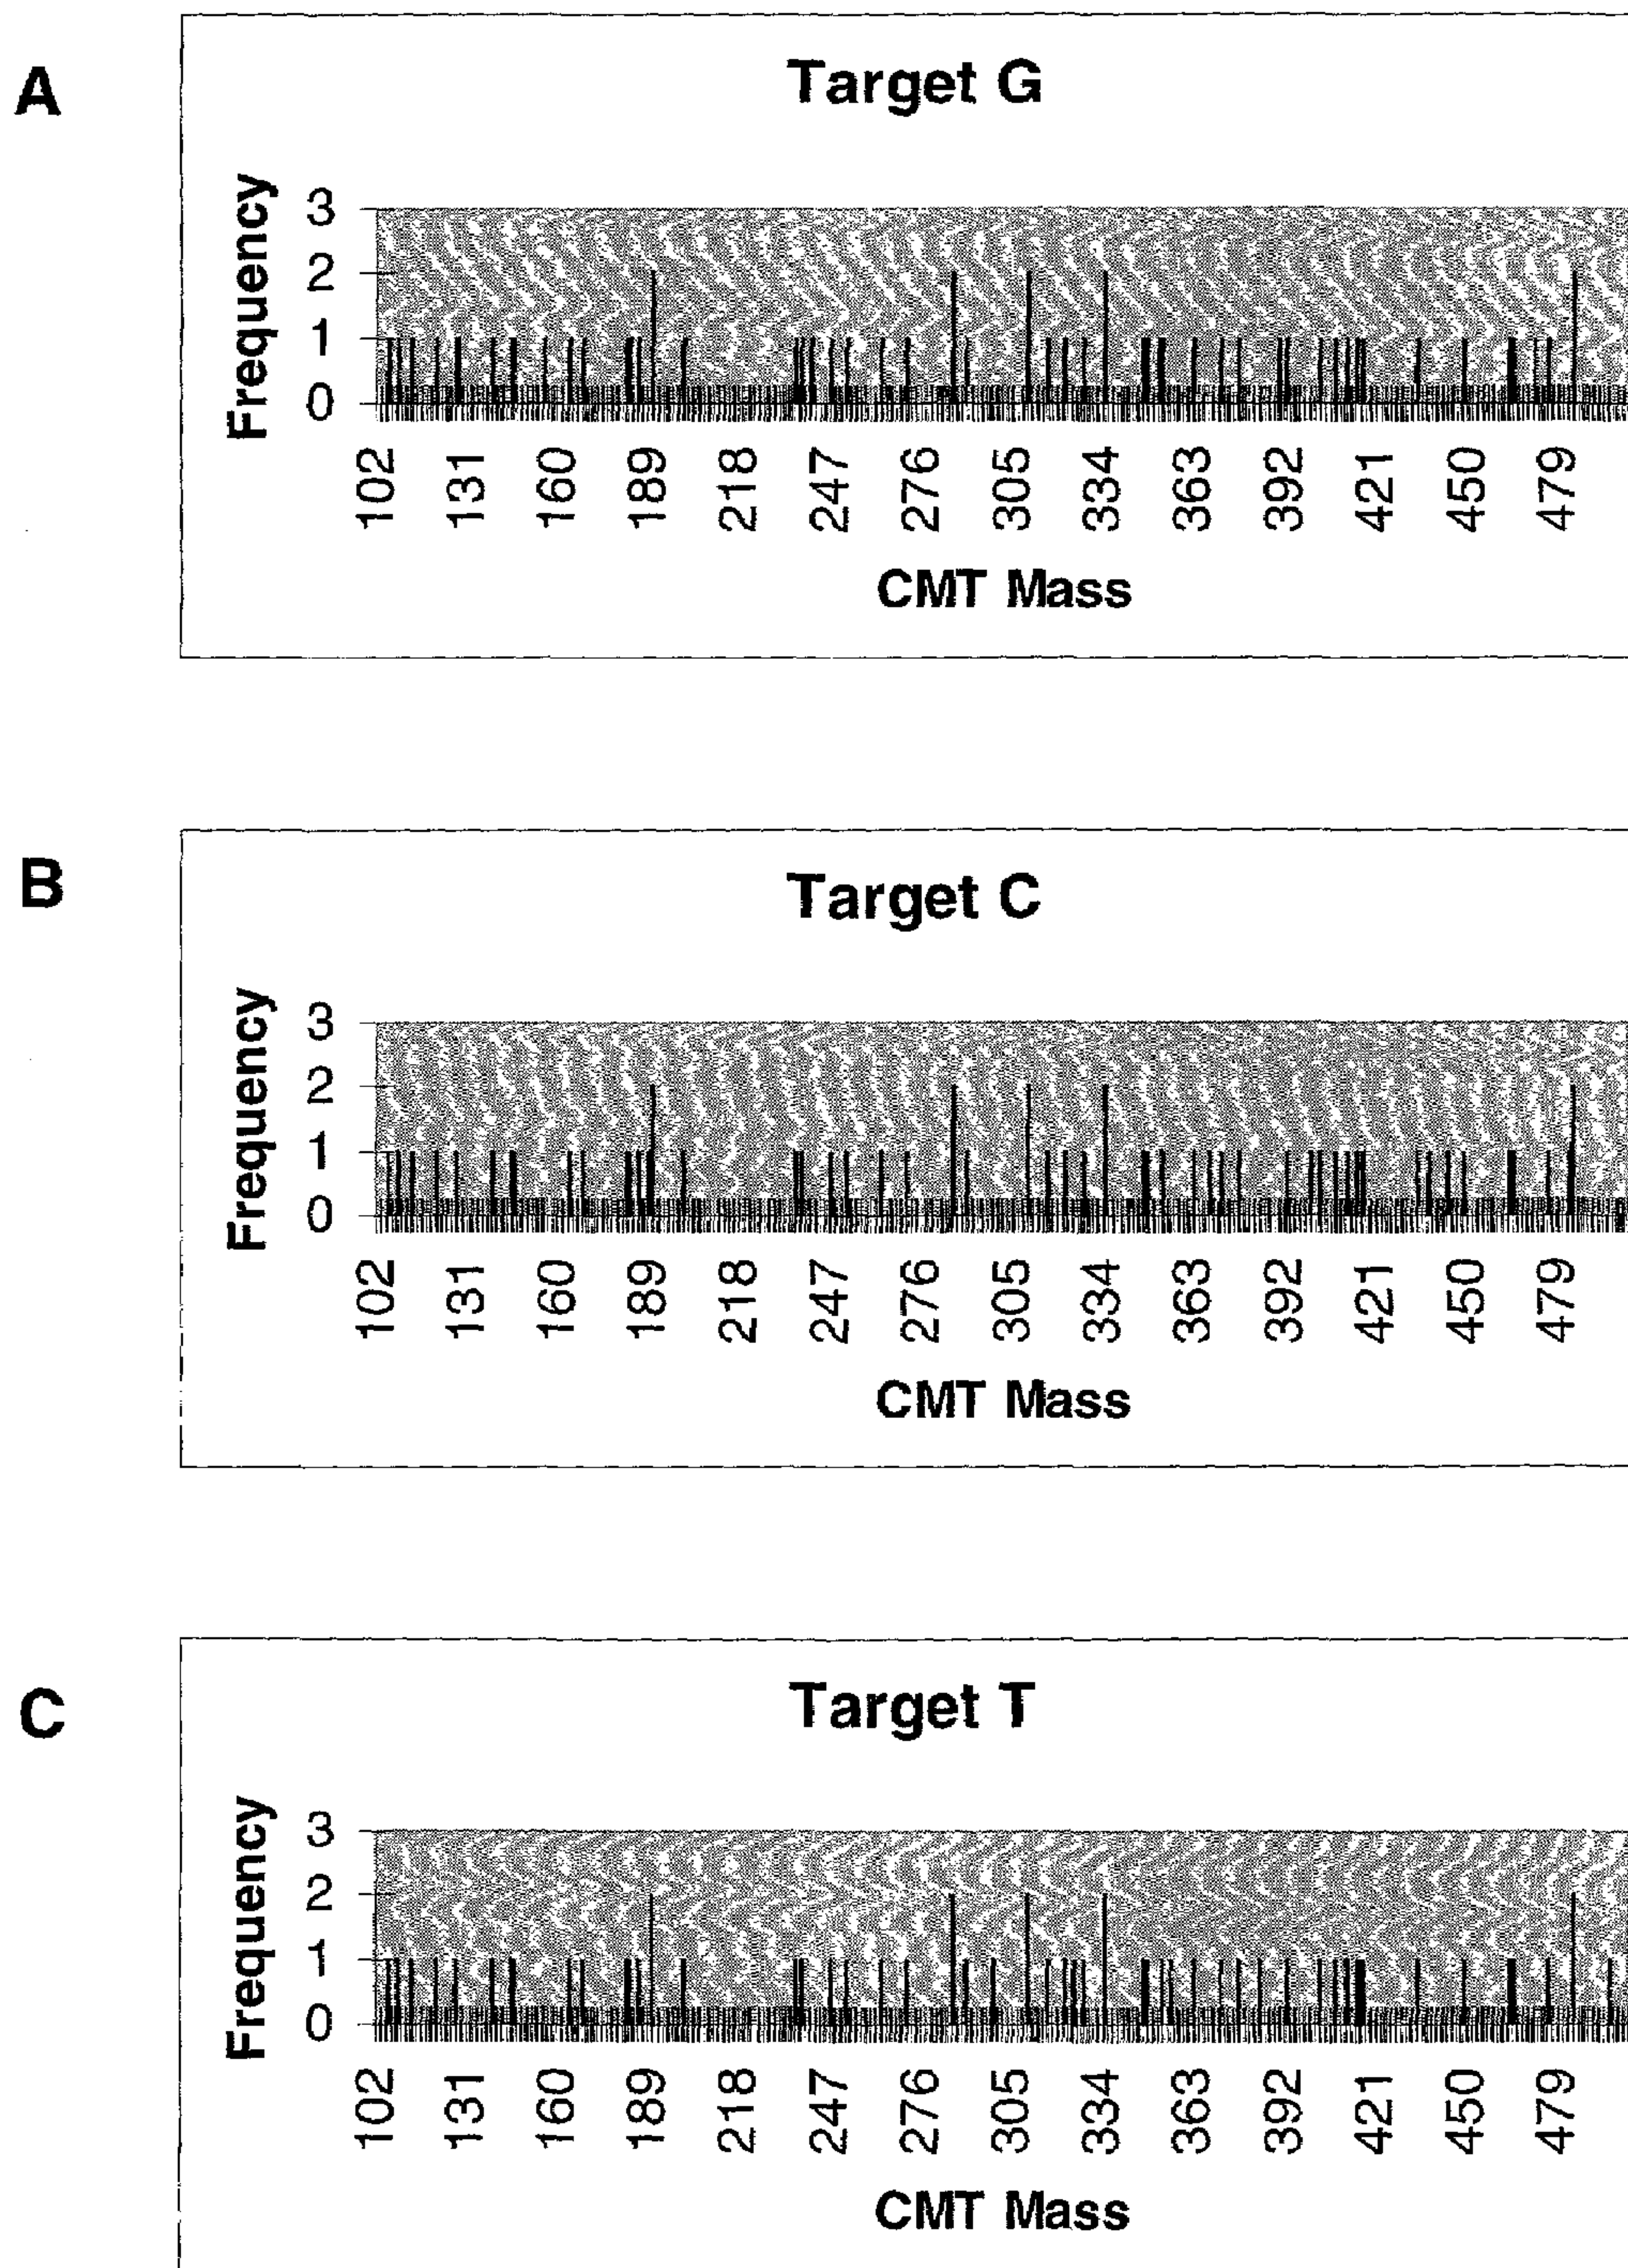 A
Target G
Frequency
3
2
1
0
102 131 160 189 218 247 276 305 334 363 392 421 450 479
CMT Mass
B
Target C
Frequency
3
2
1
0
102 131 160 189 218 247 276 305 334 363 392 421 450 479
CMT Mass
C
Target T
Frequency
3
2
1
0
102 131 160 189 218 247 276 305 334 363 392 421 450 479
CMT Mass